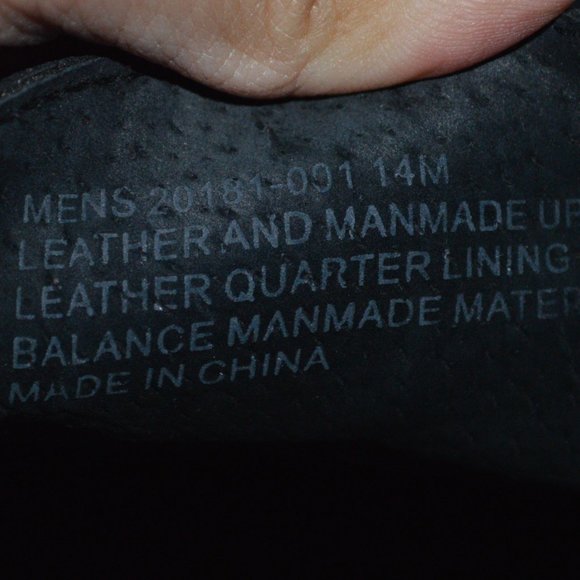 MENS 20181-001 14M
LEATHER AND MANMADE UP
LEATHER QUARTER LINING
BALANCE MANMADE MATER
MADE IN CHINA